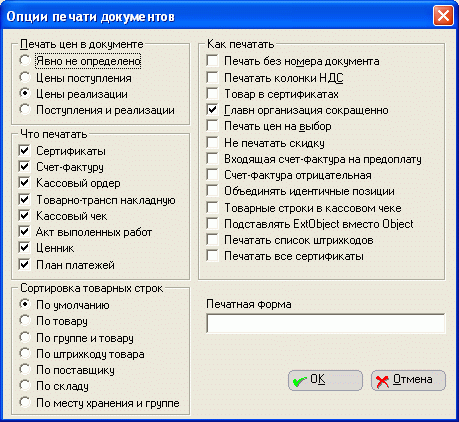 Опции печати документов
Печать цен в документе
Явно не определено
Цены поступления
Цены реализации
Поступления и реализации
Что печатать
Сертификаты
Счет-фактуру
Кассовый ордер
Товарно-трансп накладную
Кассовый чек
Акт выполенных работ
Ценник
План платежей
Сортировка товарных строк
По умолчанию
По товару
По группе и товару
По штрихкоду товара
По поставщику
По складу
По месту хранения и группе
Как печатать
Печать без номера документа
Печатать колонки НДС
Товар в сертификатах
Главн организация сокращенно
Печать цен на выбор
Не печатать скидку
Входящая счет-фактура на предоплату
Счет-фактура отрицательная
Объединять идентичные позиции
Товарные строки в кассовом чеке
Подставлять ExtObject вместо Object
Печатать список штрихкодов
Печатать все сертификаты
Печатная форма
OK
Отмена